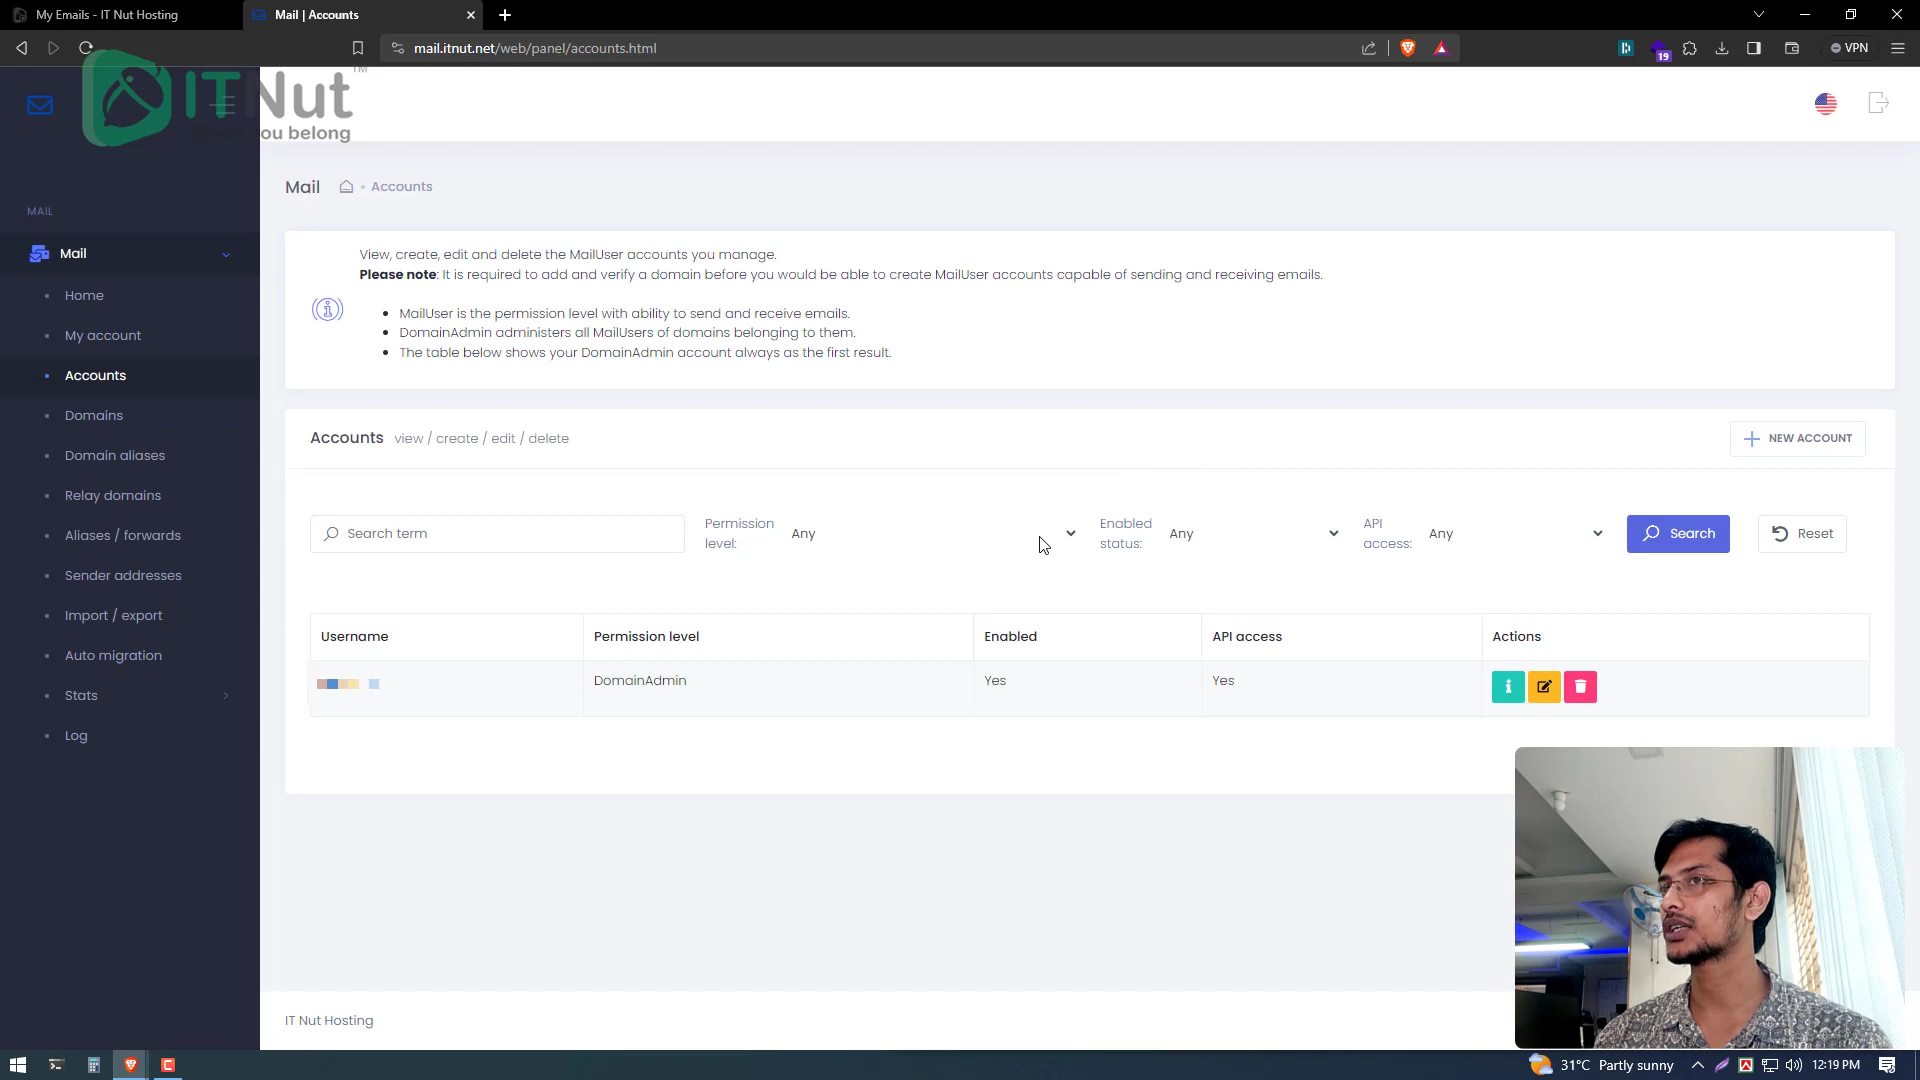 My Emails - IT Nut Hosting
Mail | Accounts
mail.itnut.net/web/panel/accounts.html
19
VPN
ITNut
TM
you belong
MAIL
Mail
Home
My account
Accounts
Domains
Domain aliases
Relay domains
Aliases / forwards
Sender addresses
Import / export
Auto migration
Stats
Log
Mail
Accounts
View, create, edit and delete the MailUser accounts you manage.
Please note: It is required to add and verify a domain before you would be able to create MailUser accounts capable of sending and receiving emails.
MailUser is the permission level with ability to send and receive emails.
DomainAdmin administers all MailUsers of domains belonging to them.
The table below shows your DomainAdmin account always as the first result.
Accounts view / create / edit / delete
NEW ACCOUNT
Search term
Permission level:
Any
Enabled status:
Any
API access:
Any
Search
Reset
Username Permission level Enabled API access Actions
DomainAdmin Yes Yes
IT Nut Hosting
31°C Partly sunny
12:19 PM